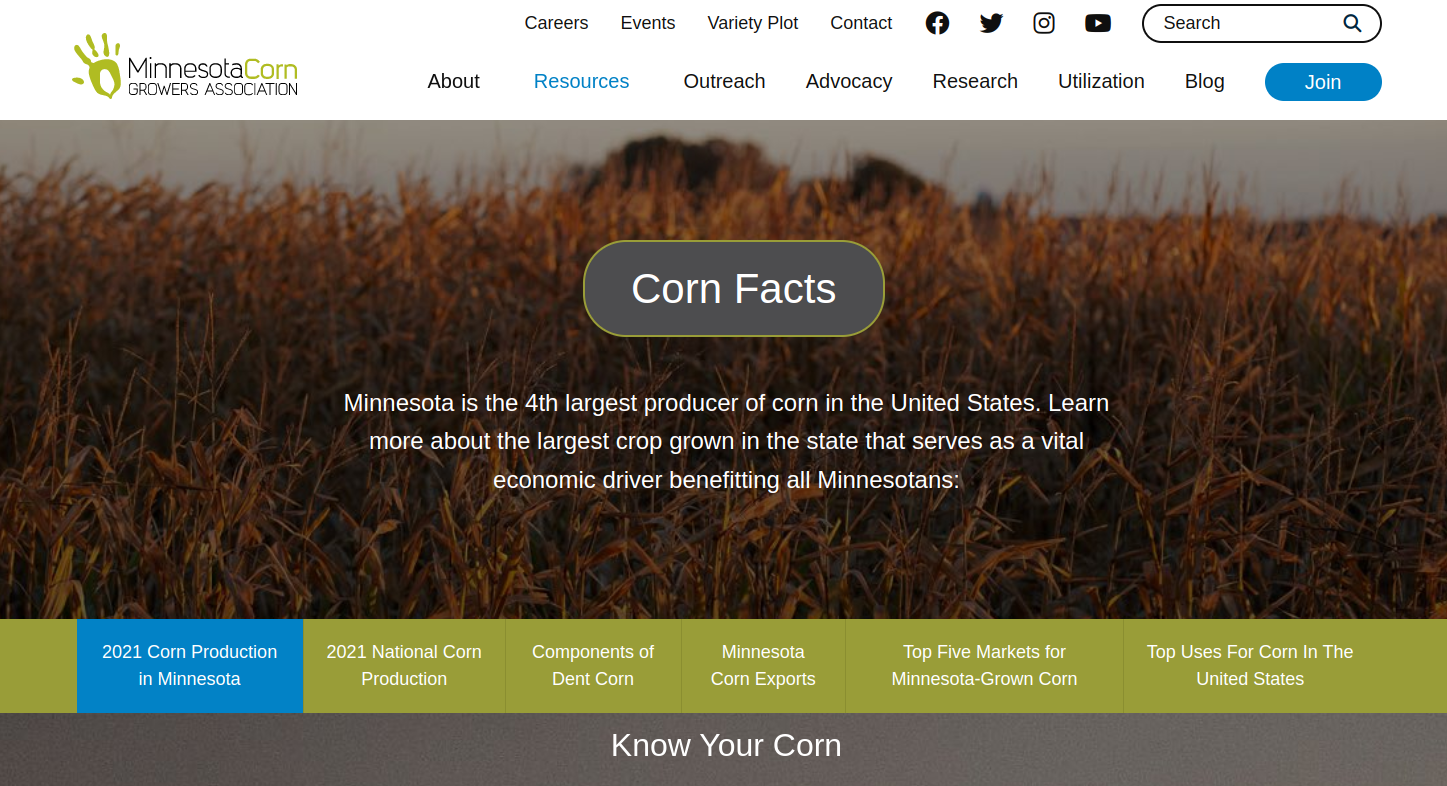 Careers Events Variety Plot Contact Search
MinnesotaCorn
GROWERS ASSOCIATION
About Resources Outreach Advocacy Research Utilization Blog Join
Corn Facts
Minnesota is the 4th largest producer of corn in the United States. Learn
more about the largest crop grown in the state that serves as a vital
economic driver benefitting all Minnesotans:
2021 Corn Production
in Minnesota
2021 National Corn
Production
Components of
Dent Corn
Minnesota
Corn Exports
Top Five Markets for
Minnesota-Grown Corn
Top Uses For Corn In The
United States
Know Your Corn